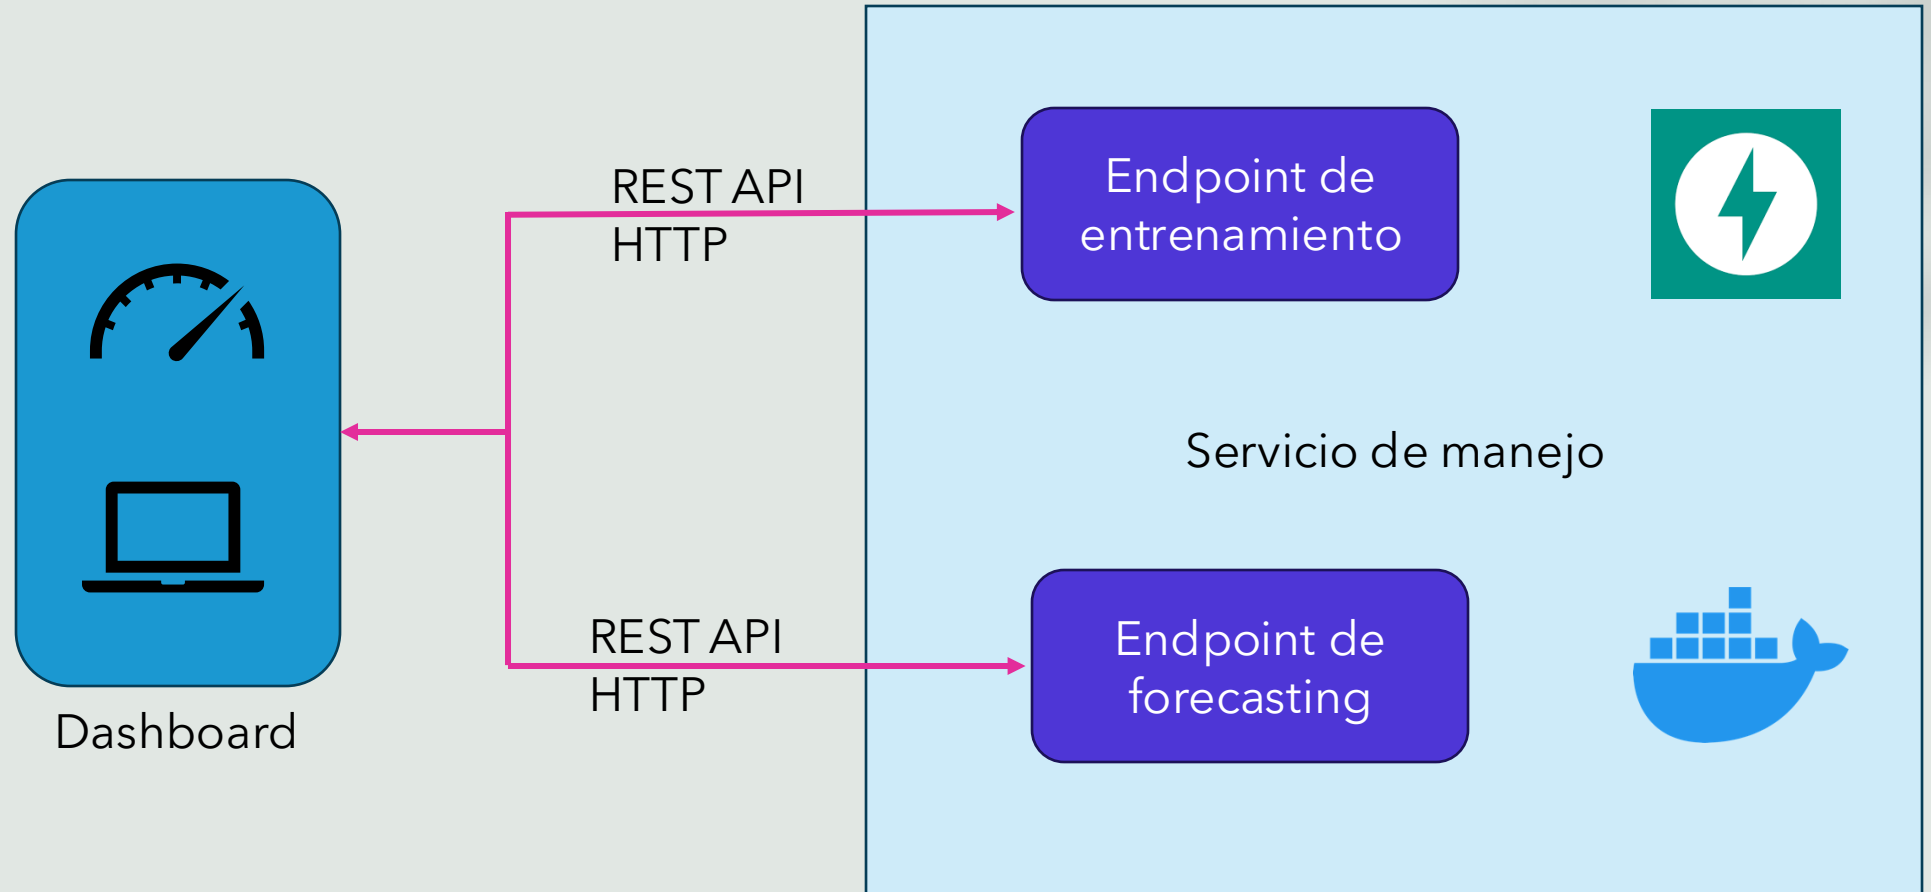 REST API
HTTP
Endpoint de
entrenamiento
Servicio de manejo
REST API
HTTP
Endpoint de
forecasting
Dashboard